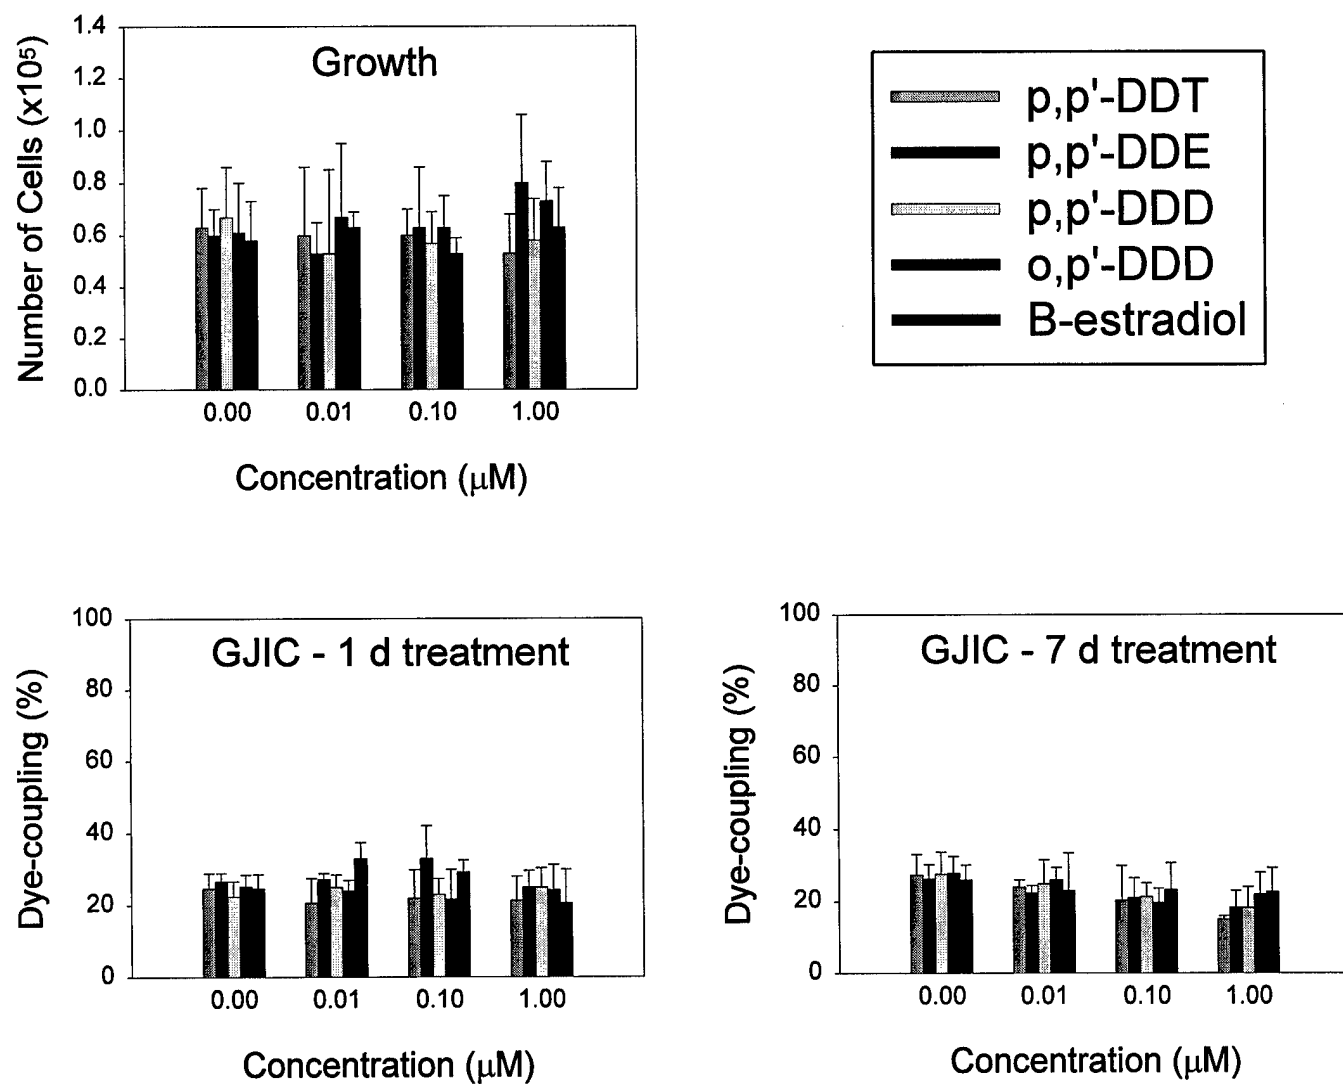 Growth
Number of Cells (x10⁵)
1.4
1.2
1.0
0.8
0.6
0.4
0.2
0.0
0.00 0.01 0.10 1.00
Concentration (μM)
p,p'-DDT
p,p'-DDE
p,p'-DDD
o,p'-DDD
B-estradiol
GJIC - 1 d treatment
Dye-coupling (%)
100
80
60
40
20
0
0.00 0.01 0.10 1.00
Concentration (μM)
GJIC - 7 d treatment
Dye-coupling (%)
100
80
60
40
20
0
0.00 0.01 0.10 1.00
Concentration (μM)